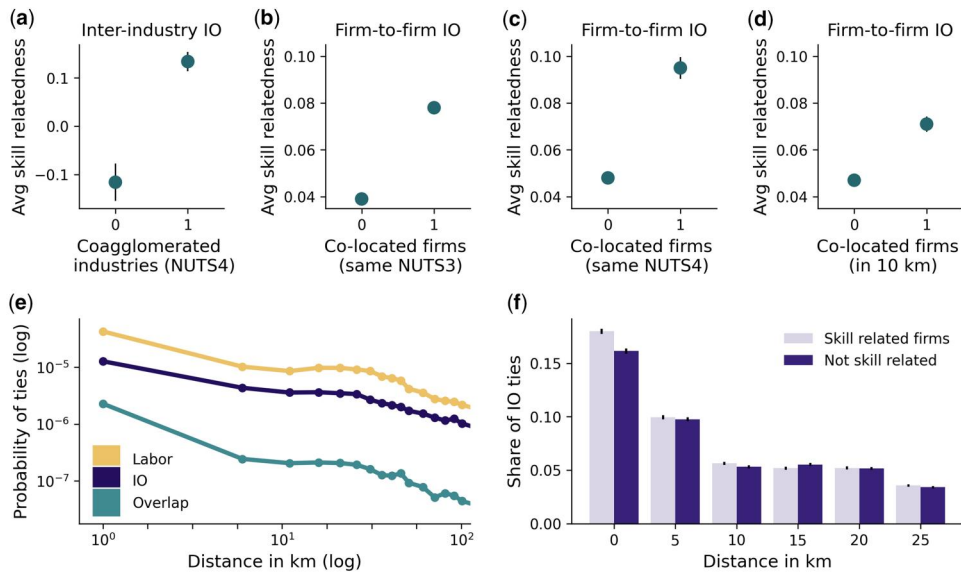 (a)
Inter-industry IO
Avg skill relatedness
0.1
0.0
−0.1
0 1
Coagglomerated
industries (NUTS4)
(b)
Firm-to-firm IO
Avg skill relatedness
0.10
0.08
0.06
0.04
0 1
Co-located firms
(same NUTS3)
(c)
Firm-to-firm IO
Avg skill relatedness
0.10
0.08
0.06
0.04
0 1
Co-located firms
(same NUTS4)
(d)
Firm-to-firm IO
Avg skill relatedness
0.10
0.08
0.06
0.04
0 1
Co-located firms
(in 10 km)
(e)
Probability of ties (log)
10⁻⁵
10⁻⁶
10⁻⁷
Labor
IO
Overlap
10⁰ 10¹ 10²
Distance in km (log)
(f)
Share of IO ties
0.15
0.10
0.05
0.00
Skill related firms
Not skill related
0 5 10 15 20 25
Distance in km